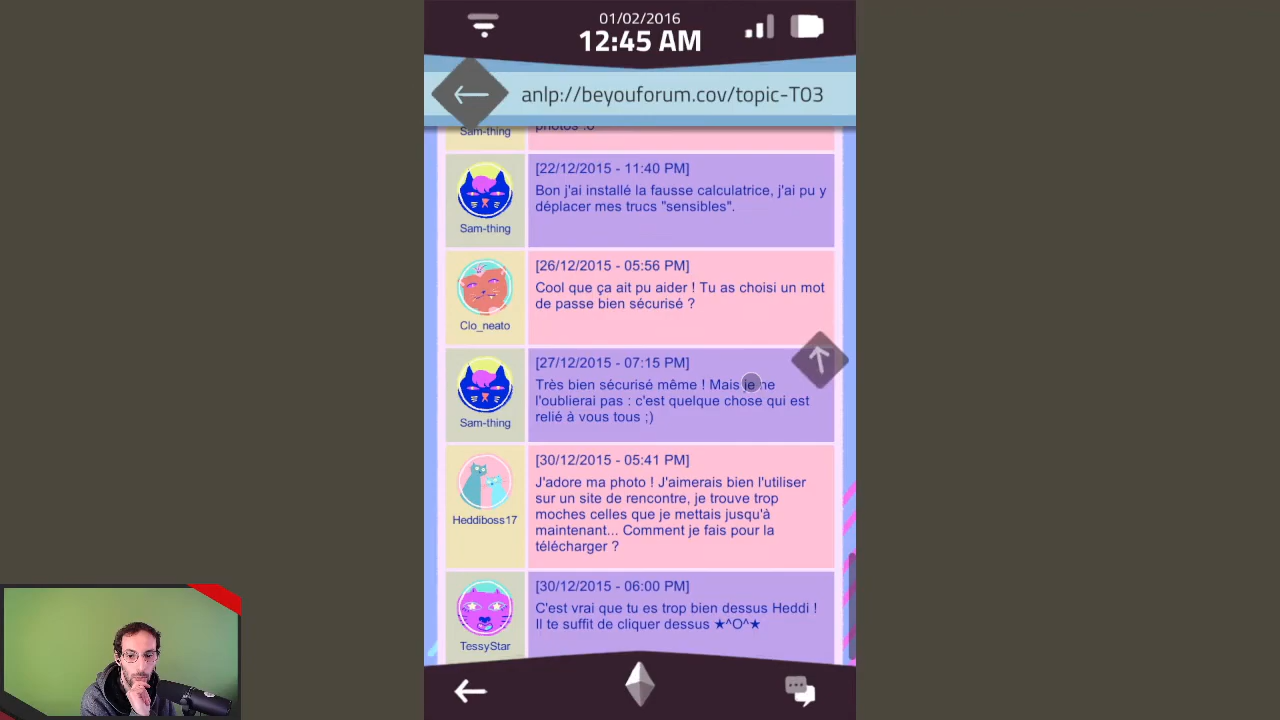 01/02/2016
12:45 AM
anlp://beyouforum.cov/topic-T03
Sam-thing
photos :o
[22/12/2015 - 11:40 PM]
Bon j'ai installé la fausse calculatrice, j'ai pu y
déplacer mes trucs "sensibles".
Sam-thing
[26/12/2015 - 05:56 PM]
Cool que ça ait pu aider ! Tu as choisi un mot
de passe bien sécurisé ?
Clo_neato
[27/12/2015 - 07:15 PM]
Très bien sécurisé même ! Mais je ne
l'oublierai pas : c'est quelque chose qui est
relié à vous tous ;)
Sam-thing
[30/12/2015 - 05:41 PM]
J'adore ma photo ! J'aimerais bien l'utiliser
sur un site de rencontre, je trouve trop
moches celles que je mettais jusqu'à
maintenant... Comment je fais pour la
télécharger ?
Heddiboss17
[30/12/2015 - 06:00 PM]
C'est vrai que tu es trop bien dessus Heddi !
Il te suffit de cliquer dessus ★^O^★
TessyStar